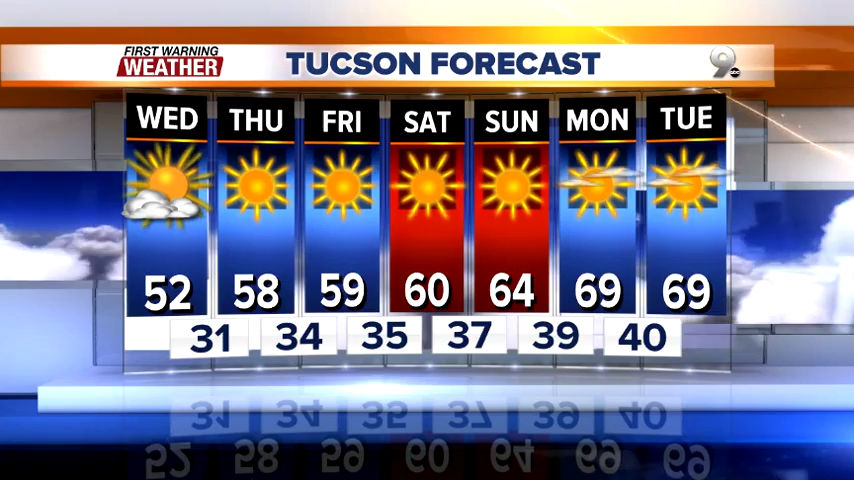 FIRST WARNING
WEATHER
TUCSON FORECAST
9 abc
WED THU FRI SAT SUN MON TUE
52 58 59 60 64 69 69
31 34 35 37 39 40